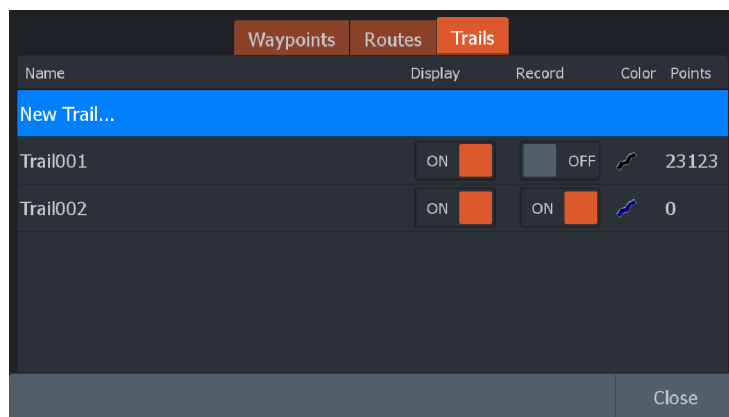 Waypoints Routes Trails
Name Display Record Color Points
New Trail...
Trail001 ON OFF 23123
Trail002 ON ON 0
Close